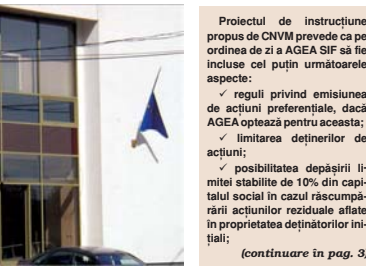 Proiectul de instrucțiune
propus de CNVM prevede ca pe
ordinea de zi a AGEA SIF să fie
incluse cel puțin următoarele
aspecte:
✓ reguli privind emisiunea
de acțiuni preferențiale, dacă
AGEA optează pentru aceasta;
✓ limitarea deținerilor de
acțiuni;
✓ posibilitatea depășirii li-
mitei stabilite de 10% din capi-
talul social în cazul răscumpă-
rării acțiunilor reziduale aflate
în proprietatea deținătorilor ini-
țiali;
(continuare în pag. 3)